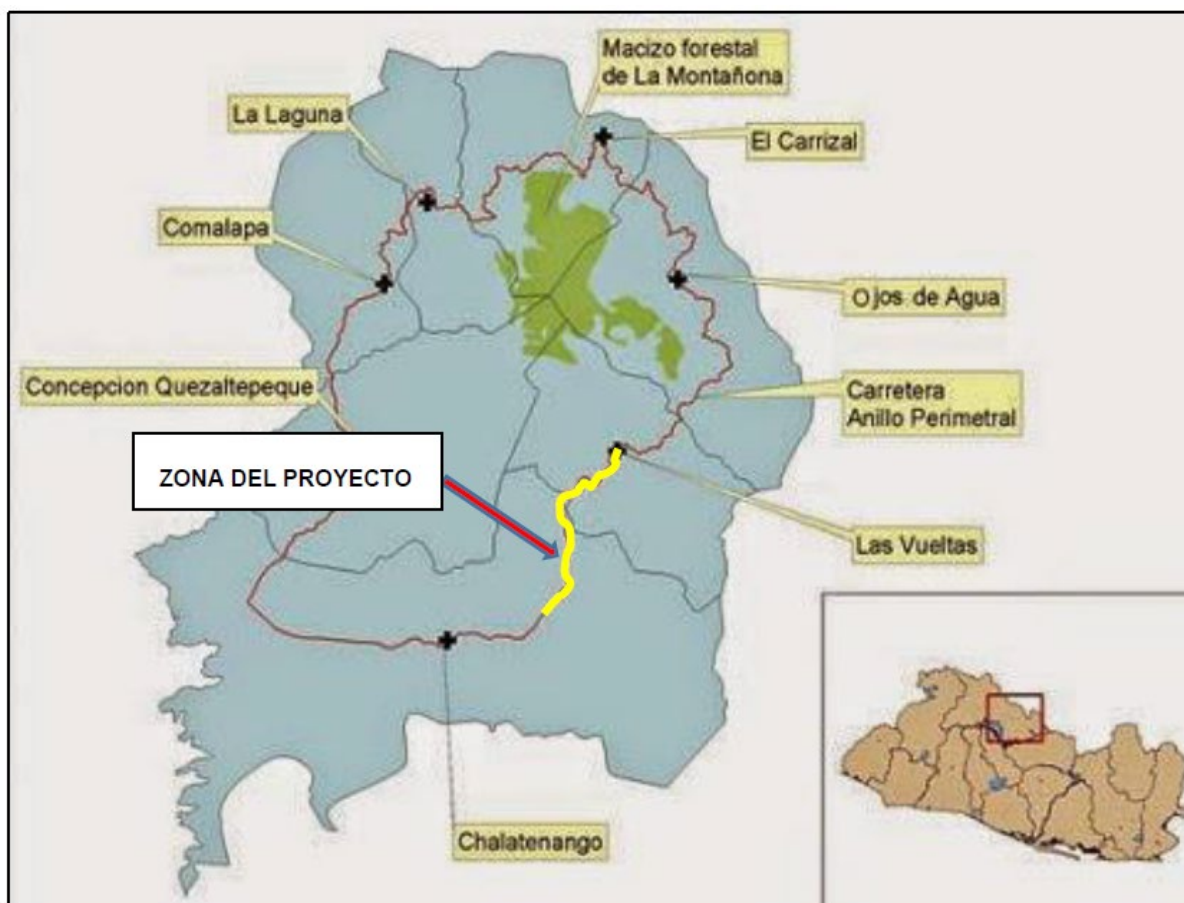 Macizo forestal
de La Montañona
La Laguna
El Carrizal
Comalapa
Ojos de Agua
Concepcion Quezaltepeque
Carretera
Anillo Perimetral
ZONA DEL PROYECTO
Las Vueltas
Chalatenango